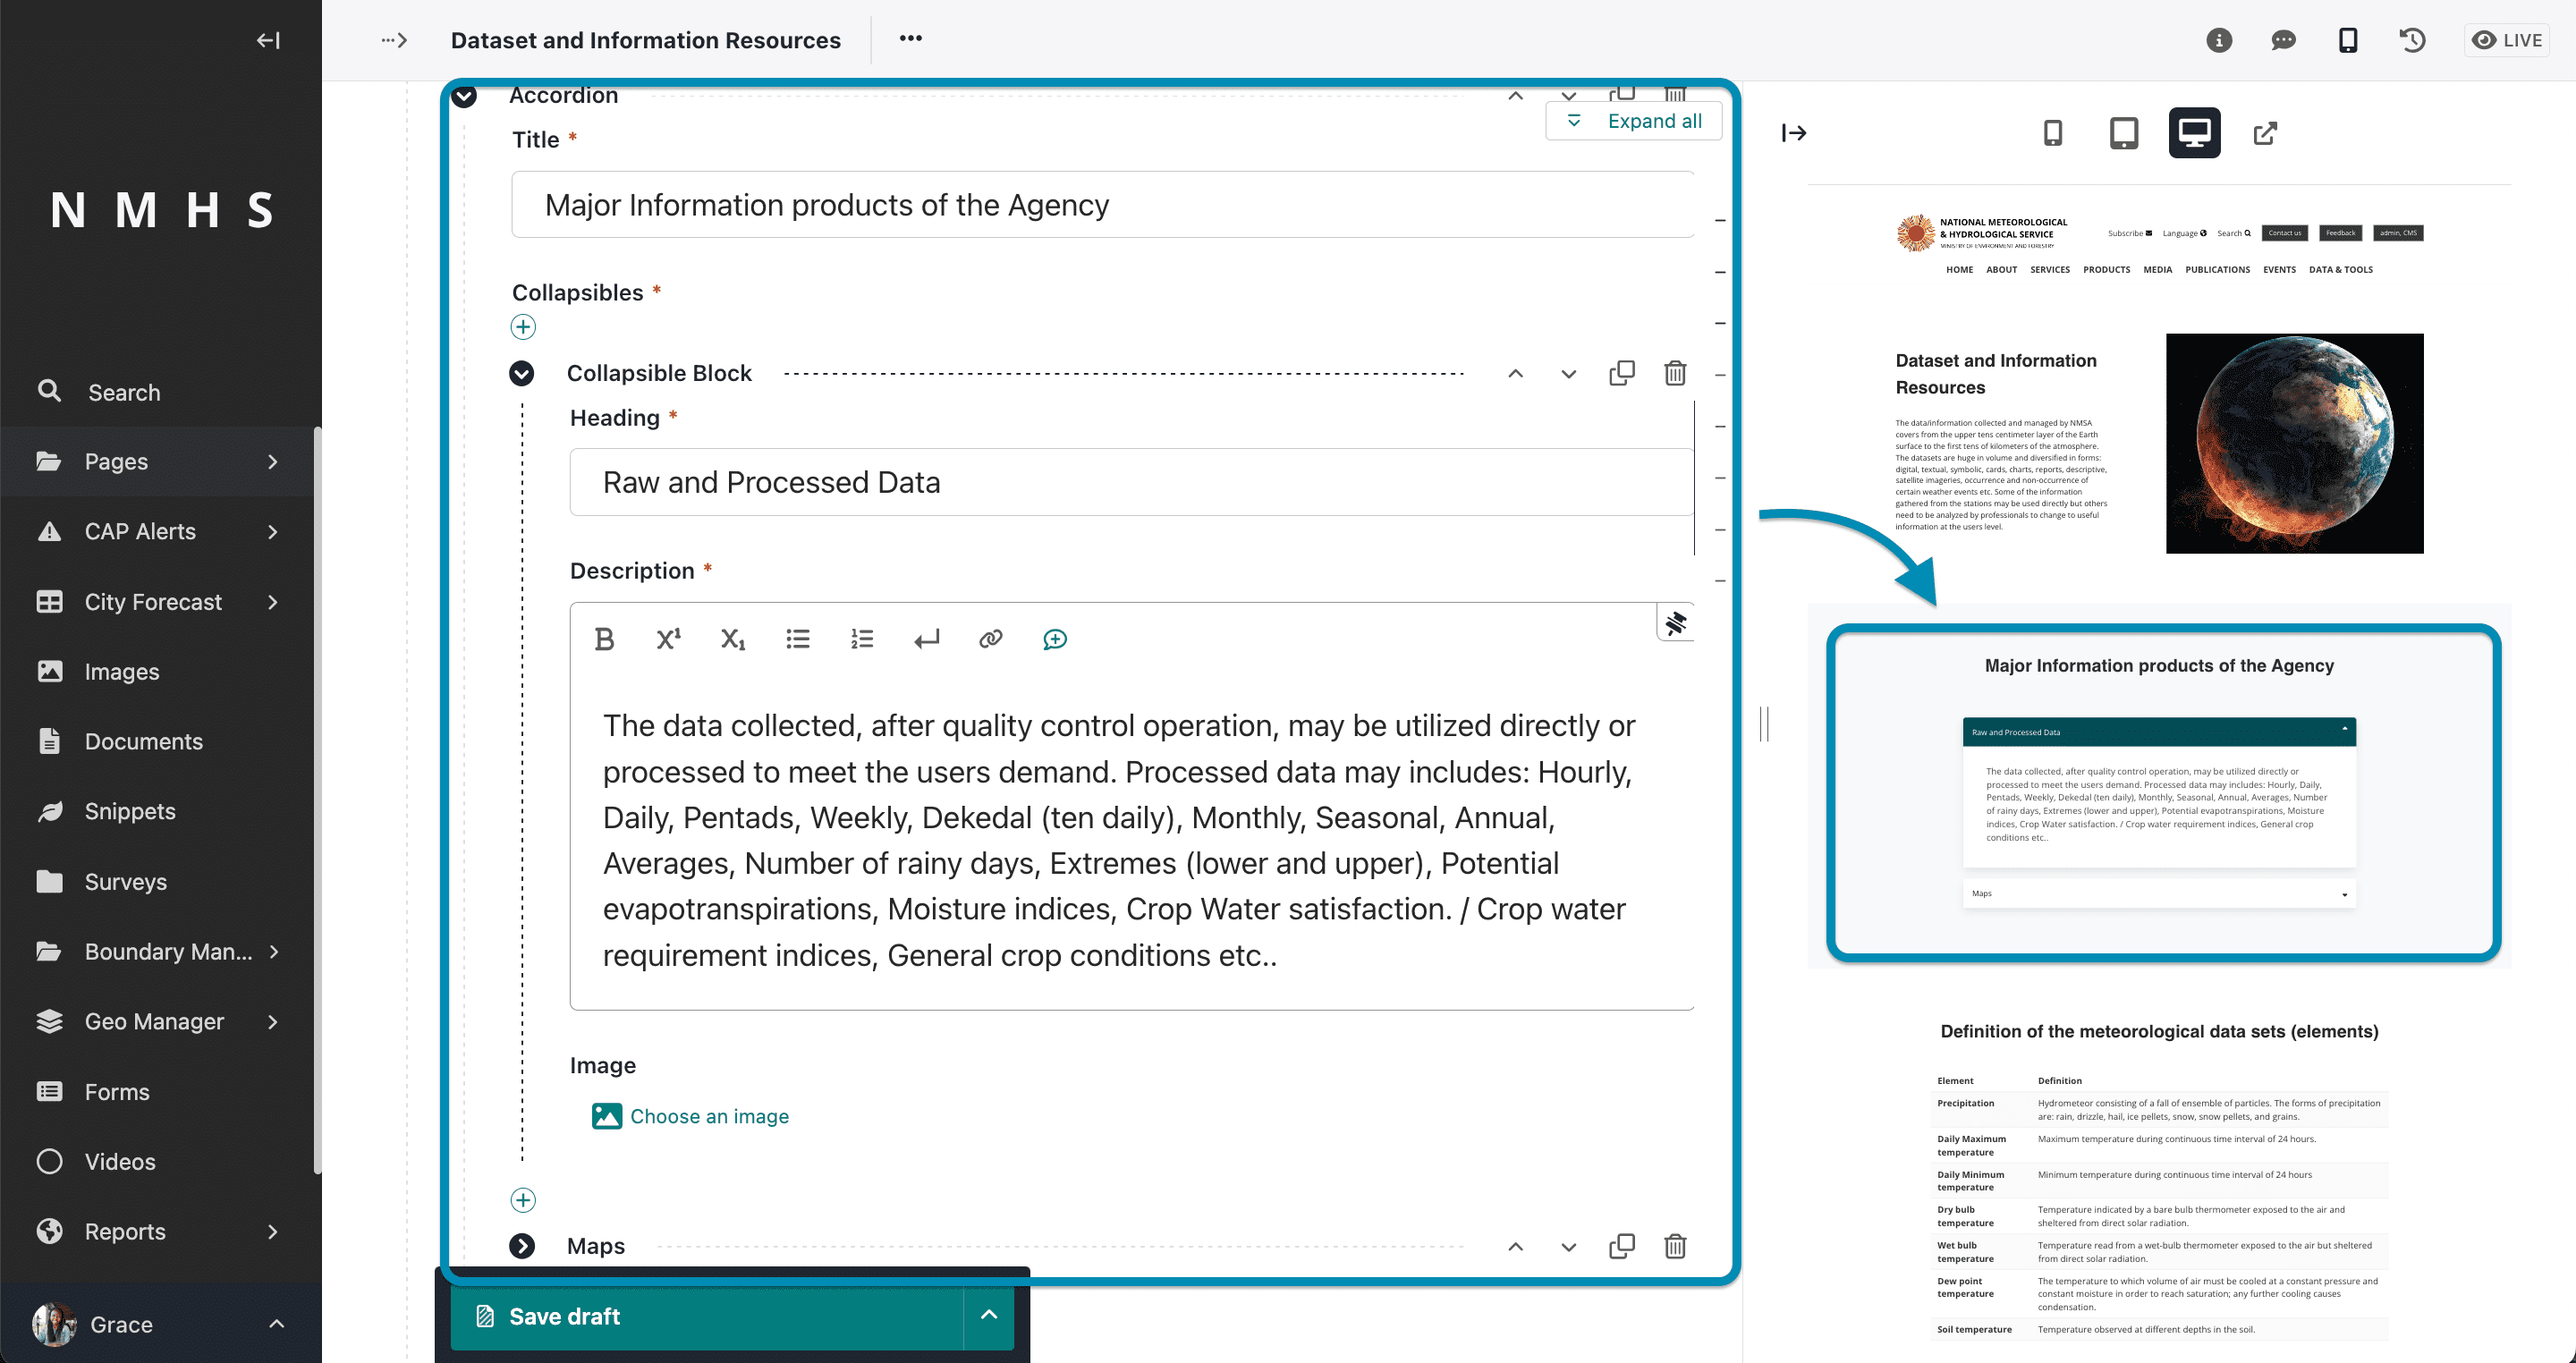 NMHS
Search
Pages
CAP Alerts
City Forecast
Images
Documents
Snippets
Surveys
Boundary Man...
Geo Manager
Forms
Videos
Reports
Grace
Dataset and Information Resources
LIVE
Accordion
Expand all
Title *
Major Information products of the Agency
Collapsibles *
Collapsible Block
Heading *
Raw and Processed Data
Description *
The data collected, after quality control operation, may be utilized directly or
processed to meet the users demand. Processed data may includes: Hourly,
Daily, Pentads, Weekly, Dekedal (ten daily), Monthly, Seasonal, Annual,
Averages, Number of rainy days, Extremes (lower and upper), Potential
evapotranspirations, Moisture indices, Crop Water satisfaction. / Crop water
requirement indices, General crop conditions etc..
Image
Choose an image
Maps
Save draft
NATIONAL METEOROLOGICAL
& HYDROLOGICAL SERVICE
MINISTRY OF ENVIRONMENT AND FORESTRY
Subscribe Language Search Contact us Feedback admin, CMS
HOME ABOUT SERVICES PRODUCTS MEDIA PUBLICATIONS EVENTS DATA & TOOLS
Dataset and Information
Resources
The data/information collected and managed by NMSA
covers from the upper tens centimeter layer of the Earth
surface to the first tens of kilometers of the atmosphere.
The datasets are huge in volume and diversified in forms:
digital, textual, symbolic, cards, charts, reports, descriptive,
satellite imageries, occurrence and non-occurrence of
certain weather events etc. Some of the information
gathered from the stations may be used directly but others
need to be analyzed by professionals to change to useful
information at the users level.
Major Information products of the Agency
Raw and Processed Data
The data collected, after quality control operation, may be utilized directly or
processed to meet the users demand. Processed data may includes: Hourly, Daily,
Pentads, Weekly, Dekedal (ten daily), Monthly, Seasonal, Annual, Averages, Number
of rainy days, Extremes (lower and upper), Potential evapotranspirations, Moisture
indices, Crop Water satisfaction. / Crop water requirement indices, General crop
conditions etc..
Maps
Definition of the meteorological data sets (elements)
Element Definition
Precipitation Hydrometeor consisting of a fall of ensemble of particles. The forms of precipitation
are: rain, drizzle, hail, ice pellets, snow, snow pellets, and grains.
Daily Maximum Maximum temperature during continuous time interval of 24 hours.
temperature
Daily Minimum Minimum temperature during continuous time interval of 24 hours
temperature
Dry bulb Temperature indicated by a bare bulb thermometer exposed to the air and
temperature sheltered from direct solar radiation.
Wet bulb Temperature read from a wet-bulb thermometer exposed to the air but sheltered
temperature from direct solar radiation.
Dew point The temperature to which volume of air must be cooled at a constant pressure and
temperature constant moisture in order to reach saturation; any further cooling causes
condensation.
Soil temperature Temperature observed at different depths in the soil.